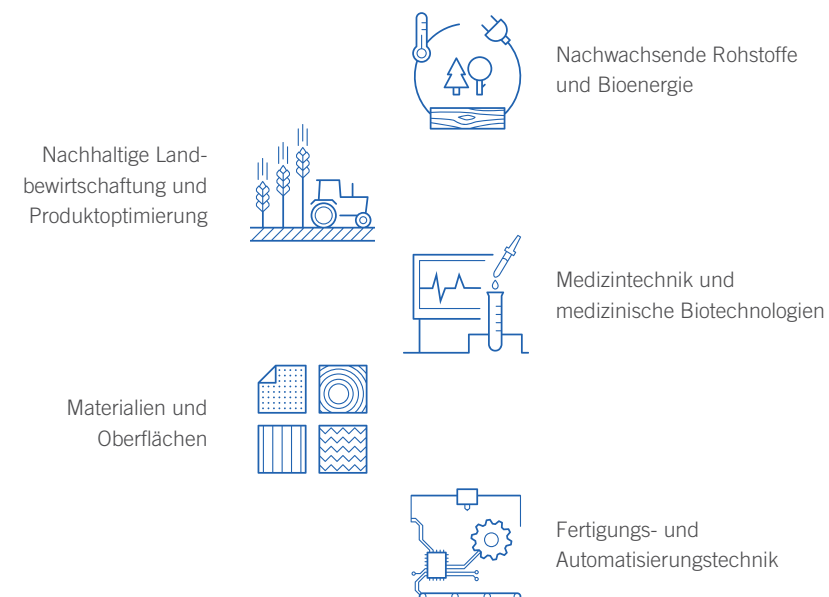 Nachwachsende Rohstoffe
und Bioenergie
Nachhaltige Land-
bewirtschaftung und
Produktoptimierung
Medizintechnik und
medizinische Biotechnologien
Materialien und
Oberflächen
Fertigungs- und
Automatisierungstechnik